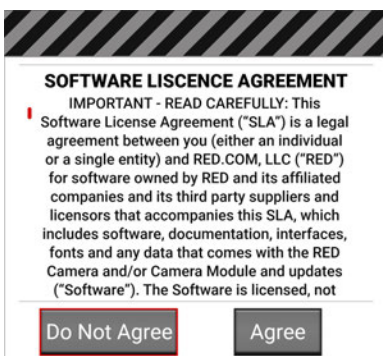 SOFTWARE LISCENCE AGREEMENT
IMPORTANT - READ CAREFULLY: This
Software License Agreement (“SLA”) is a legal
agreement between you (either an individual
or a single entity) and RED.COM, LLC (“RED”)
for software owned by RED and its affiliated
companies and its third party suppliers and
licensors that accompanies this SLA, which
includes software, documentation, interfaces,
fonts and any data that comes with the RED
Camera and/or Camera Module and updates
(“Software”). The Software is licensed, not
Do Not Agree
Agree